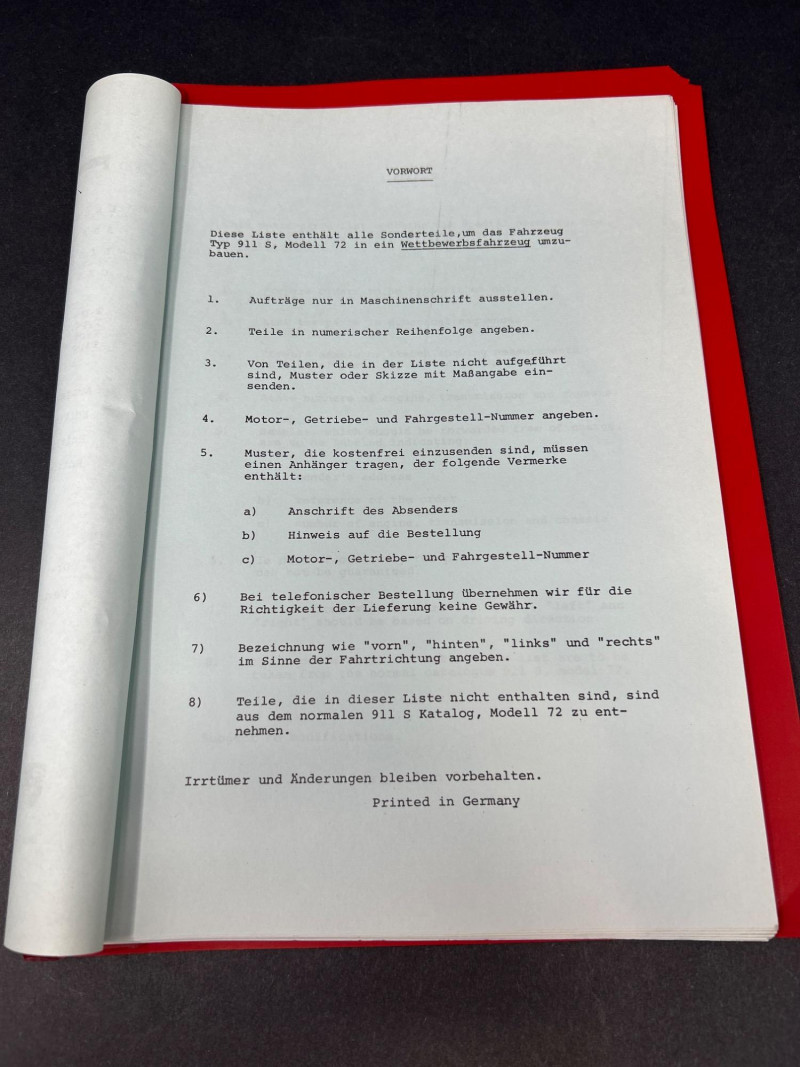 VORWORT
Diese Liste enthält alle Sonderteile,um das Fahrzeug
Typ 911 S, Modell 72 in ein Wettbewerbsfahrzeug umzu-
bauen.
1. Aufträge nur in Maschinenschrift ausstellen.
2. Teile in numerischer Reihenfolge angeben.
3. Von Teilen, die in der Liste nicht aufgeführt
sind, Muster oder Skizze mit Maßangabe ein-
senden.
4. Motor-, Getriebe- und Fahrgestell-Nummer angeben.
5. Muster, die kostenfrei einzusenden sind, müssen
einen Anhänger tragen, der folgende Vermerke
enthält:
a) Anschrift des Absenders
b) Hinweis auf die Bestellung
c) Motor-, Getriebe- und Fahrgestell-Nummer
6) Bei telefonischer Bestellung übernehmen wir für die
Richtigkeit der Lieferung keine Gewähr.
7) Bezeichnung wie "vorn", "hinten", "links" und "rechts"
im Sinne der Fahrtrichtung angeben.
8) Teile, die in dieser Liste nicht enthalten sind, sind
aus dem normalen 911 S Katalog, Modell 72 zu ent-
nehmen.
Irrtümer und Änderungen bleiben vorbehalten.
Printed in Germany